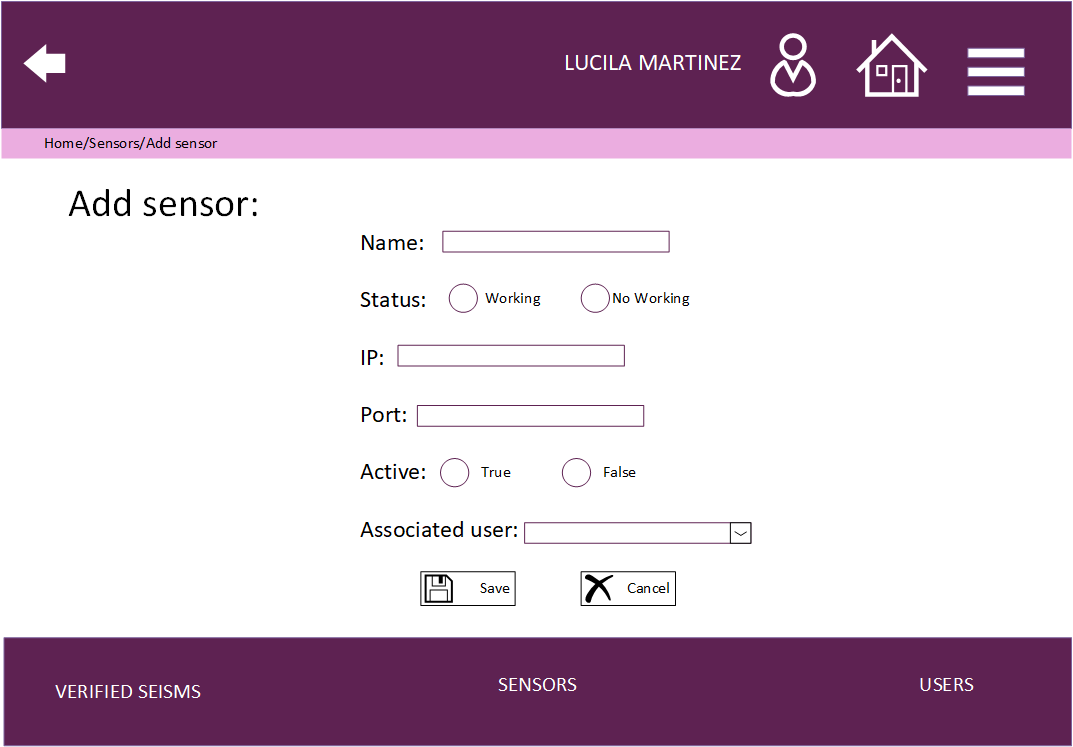 LUCILA MARTINEZ
Home/Sensors/Add sensor
Add sensor:
Name:
Status: Working No Working
IP:
Port:
Active: True False
Associated user:
Save Cancel
VERIFIED SEISMS SENSORS USERS